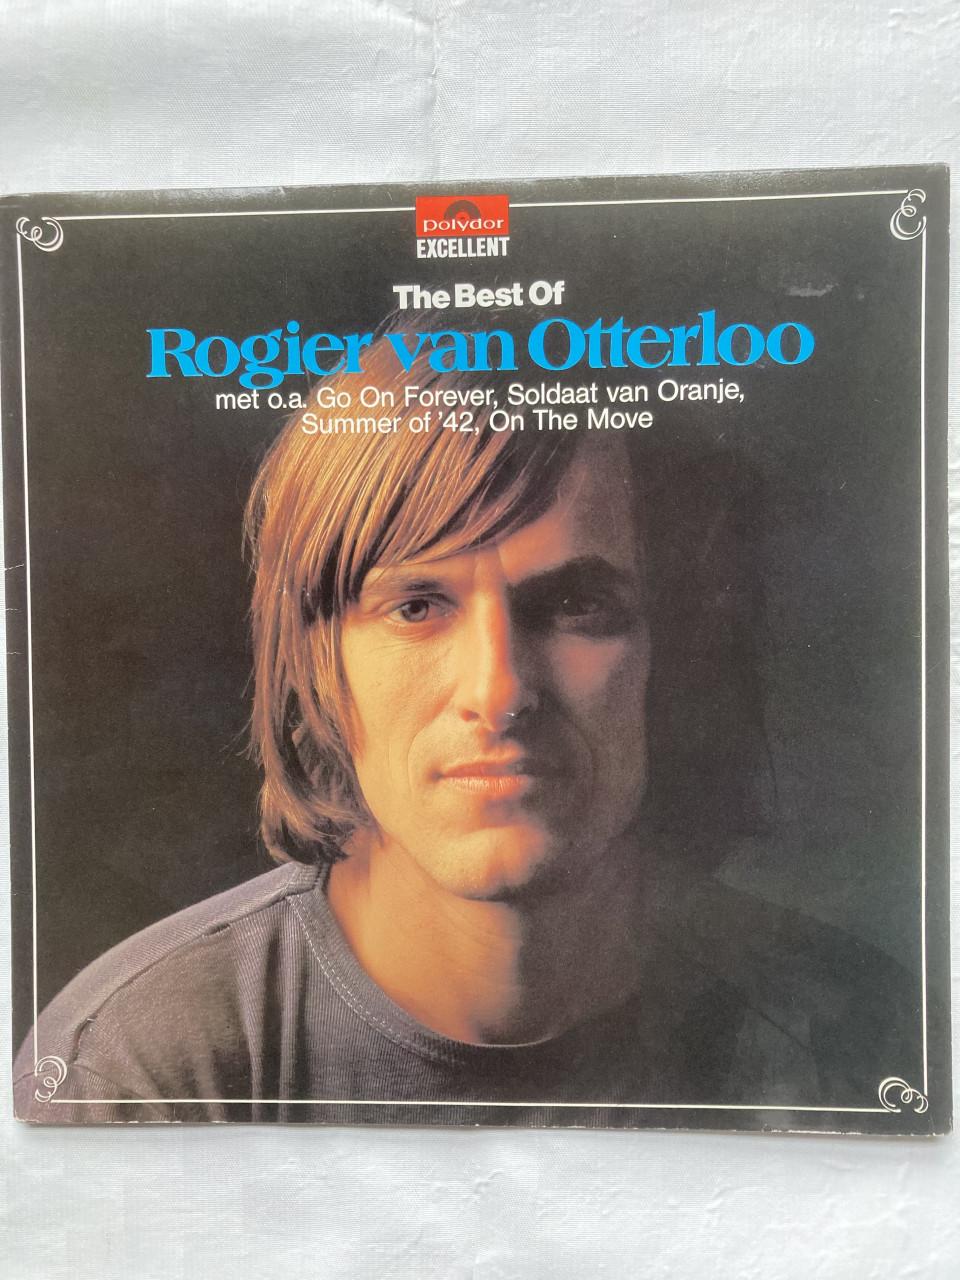 polydor
EXCELLENT
The Best Of
Rogier van Otterloo
met o.a. Go On Forever, Soldaat van Oranje,
Summer of '42, On The Move